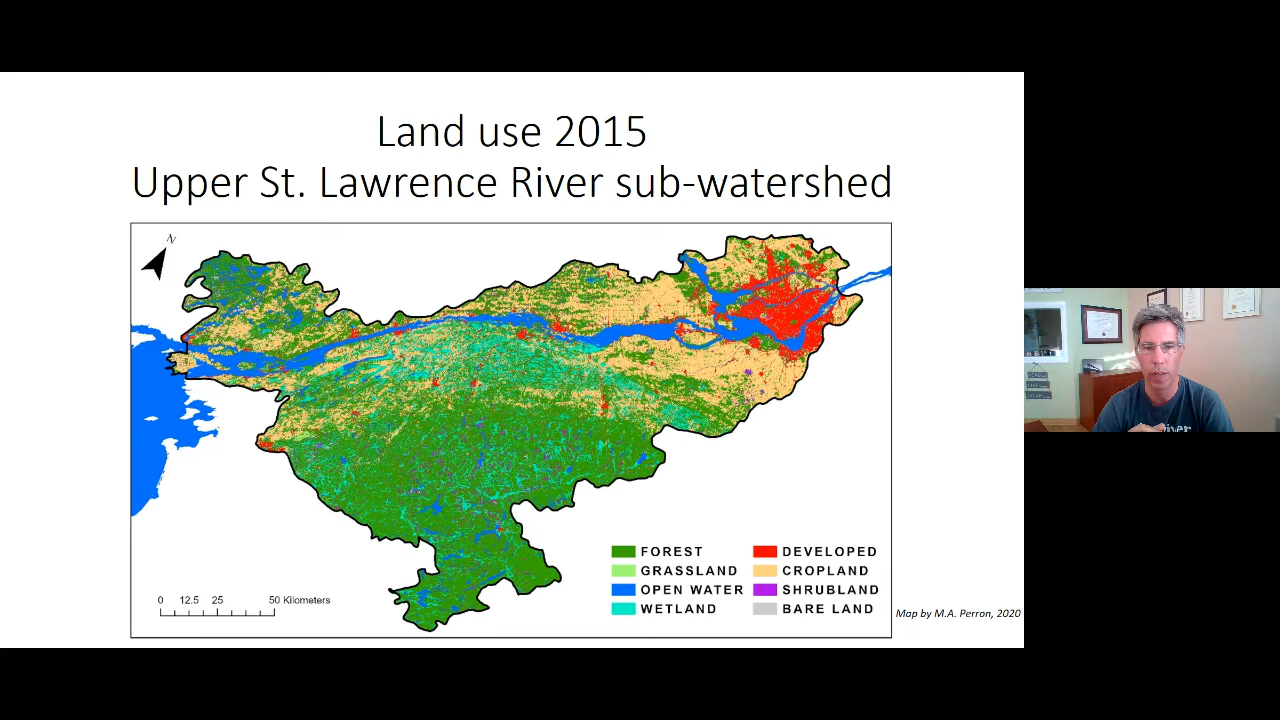 Land use 2015
Upper St. Lawrence River sub-watershed
N
FOREST
GRASSLAND
OPEN WATER
WETLAND
DEVELOPED
CROPLAND
SHRUBLAND
BARE LAND
0 12.5 25 50 Kilometers
Map by M.A. Perron, 2020